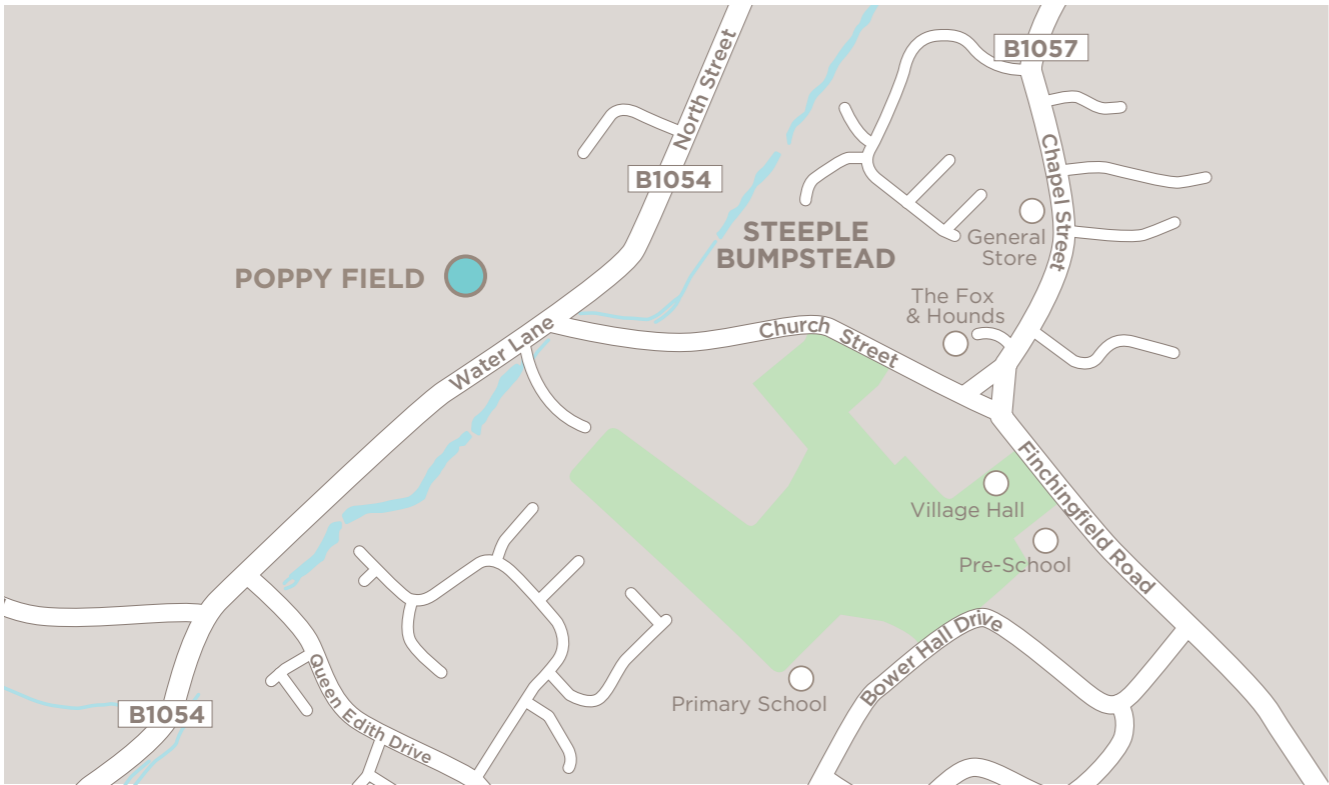 B1057
North Street
B1054
Chapel Street
General
Store
STEEPLE
BUMPSTEAD
POPPY FIELD
The Fox
& Hounds
Water Lane
Church Street
Finchingfield Road
Village Hall
Pre-School
Bower Hall Drive
Primary School
Queen Edith Drive
B1054